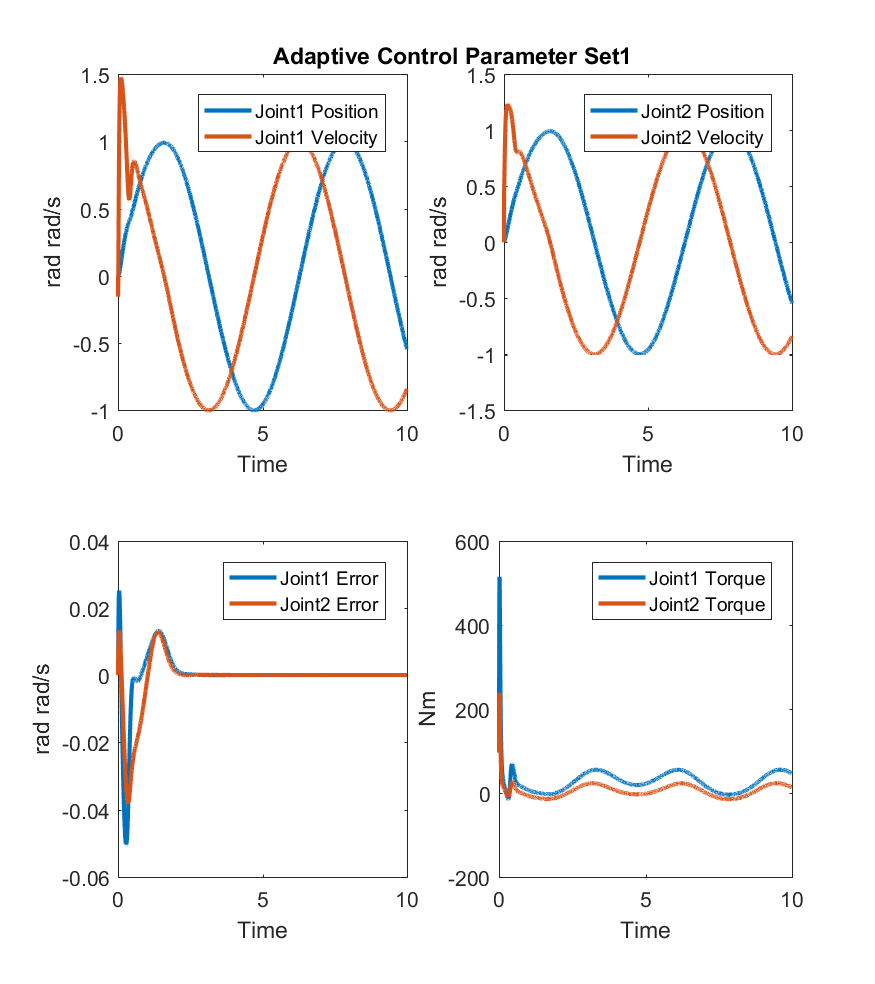 Adaptive Control Parameter Set1
1.5
1
0.5
0
-0.5
-1
rad rad/s
0
5
10
Time
Joint1 Position
Joint1 Velocity
1.5
1
0.5
0
-0.5
-1
-1.5
rad rad/s
0
5
10
Time
Joint2 Position
Joint2 Velocity
0.04
0.02
0
-0.02
-0.04
-0.06
rad rad/s
0
5
10
Time
Joint1 Error
Joint2 Error
600
400
200
0
-200
Nm
0
5
10
Time
Joint1 Torque
Joint2 Torque